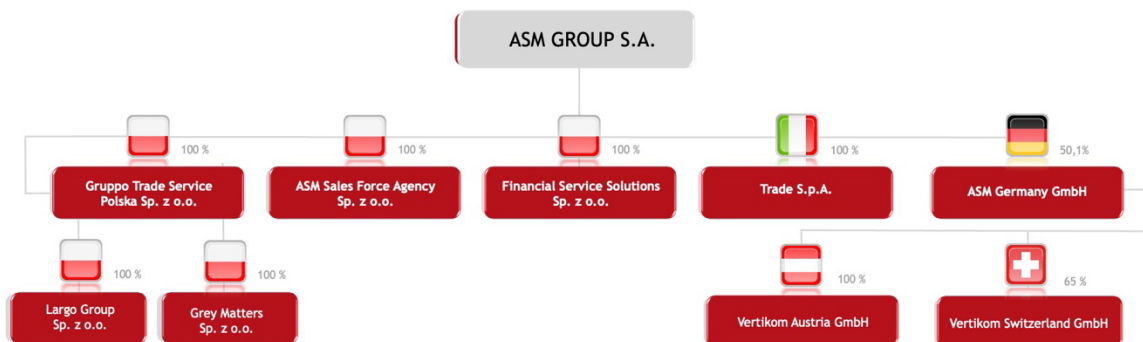 ASM GROUP S.A.
100 %
100 %
100 %
100 %
50,1%
Gruppo Trade Service
Polska Sp. z o.o.
ASM Sales Force Agency
Sp. z o.o.
Financial Service Solutions
Sp. z o.o.
Trade S.p.A.
ASM Germany GmbH
100 %
100 %
100 %
65 %
Largo Group
Sp. z o.o.
Grey Matters
Sp. z o.o.
Vertikom Austria GmbH
Vertikom Switzerland GmbH